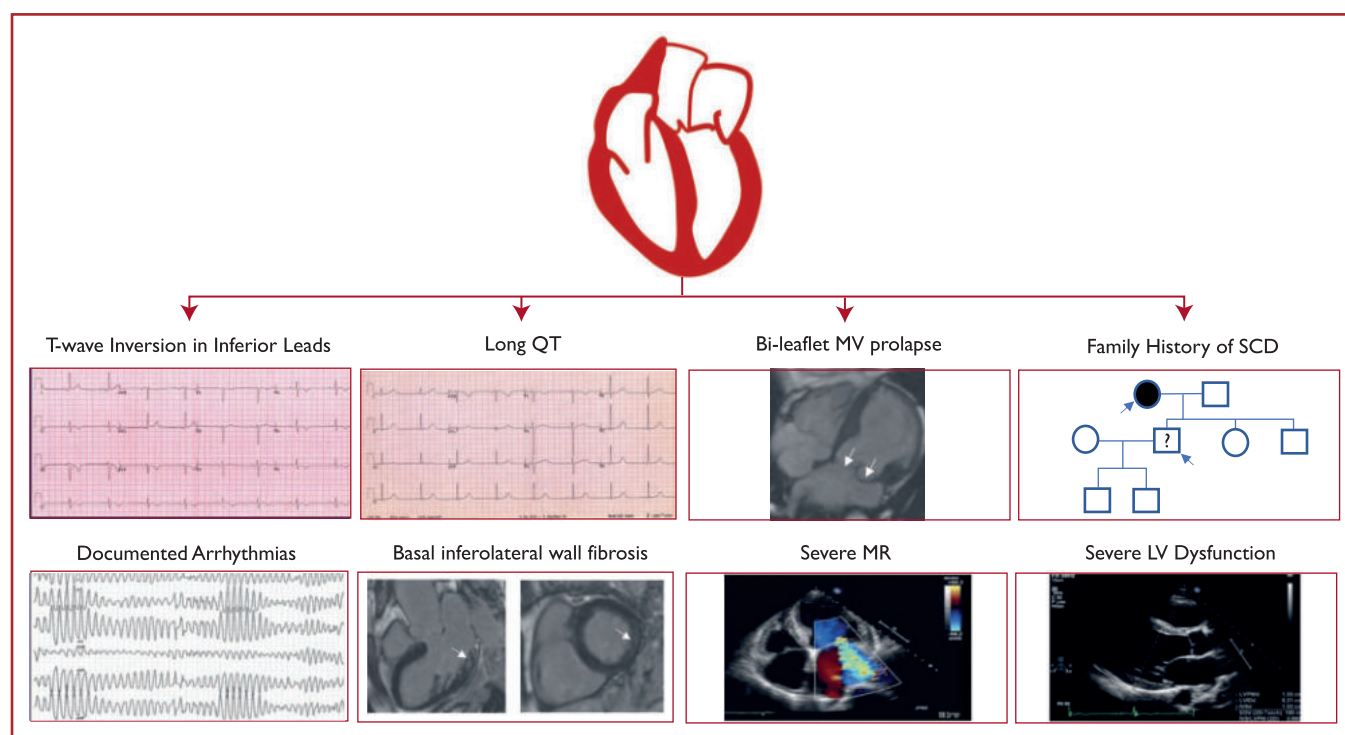 T-wave Inversion in Inferior Leads
Long QT
Bi-leaflet MV prolapse
Family History of SCD
?
Documented Arrhythmias
Basal inferolateral wall fibrosis
Severe MR
Severe LV Dysfunction